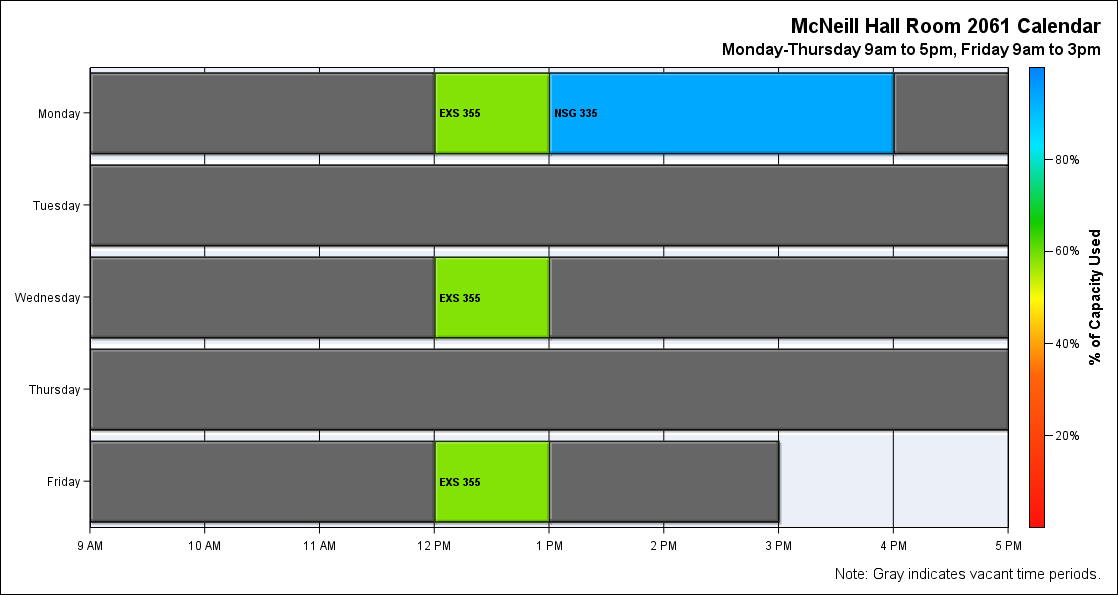 McNeill Hall Room 2061 Calendar
Monday-Thursday 9am to 5pm, Friday 9am to 3pm
Monday
EXS 355
NSG 335
Tuesday
Wednesday
EXS 355
Thursday
Friday
EXS 355
9 AM
10 AM
11 AM
12 PM
1 PM
2 PM
3 PM
4 PM
5 PM
80%
60%
40%
20%
% of Capacity Used
Note: Gray indicates vacant time periods.